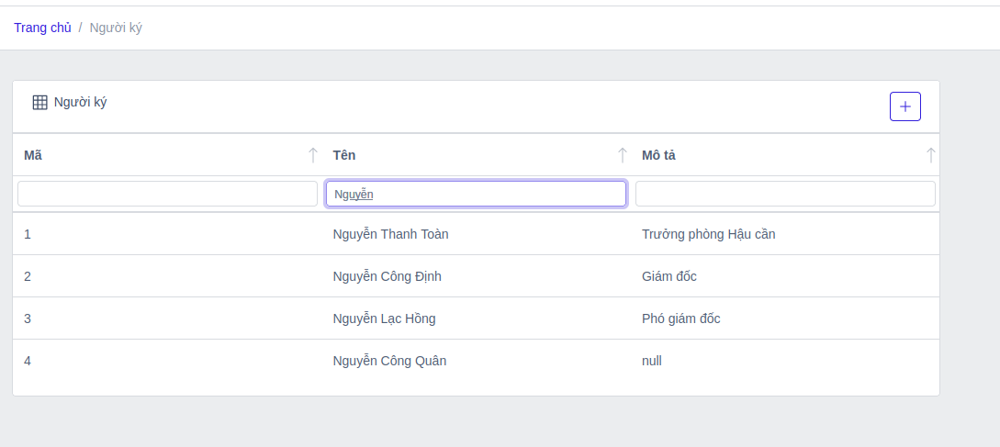 Trang chủ / Người ký
Người ký
Mã Tên Mô tả
Nguyễn
1 Nguyễn Thanh Toàn Trưởng phòng Hậu cần
2 Nguyễn Công Định Giám đốc
3 Nguyễn Lạc Hồng Phó giám đốc
4 Nguyễn Công Quân null